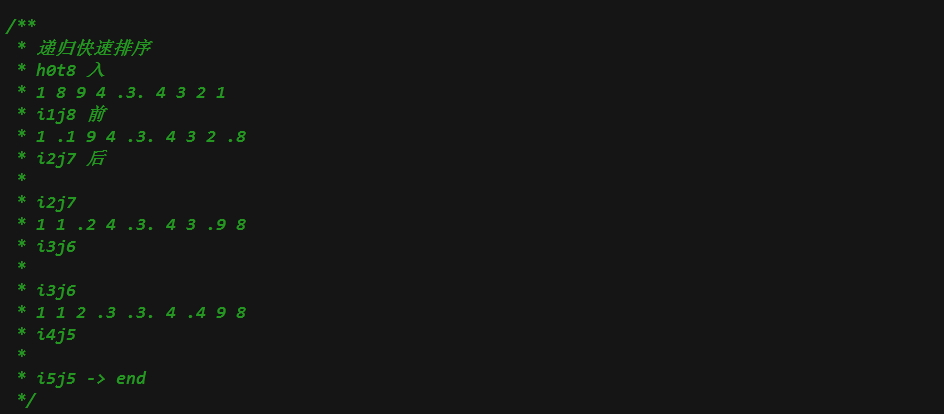 /**
 * 递归快速排序
 * h0t8 入
 * 1 8 9 4 .3. 4 3 2 1
 * i1j8 前
 * 1 .1 9 4 .3. 4 3 2 .8
 * i2j7 后
 *
 * i2j7
 * 1 1 .2 4 .3. 4 3 .9 8
 * i3j6
 *
 * i3j6
 * 1 1 2 .3 .3. 4 .4 9 8
 * i4j5
 *
 * i5j5 -> end
 */